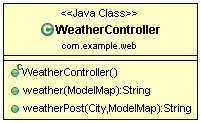 <<Java Class>>
WeatherController
com.example.web
WeatherController()
weather(ModelMap):String
weatherPost(City,ModelMap):String